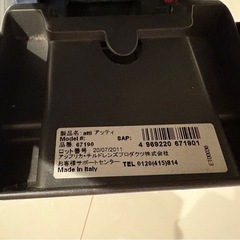 製品名: atti アッティ
Model #: SAP:
品番 67190 4 969220 671901
ロット番号 20/07/2011
アップリカ・チルドレンズプロダクツ株式会社
お客様サポートセンター TEL 0120(415)814
Made in Italy